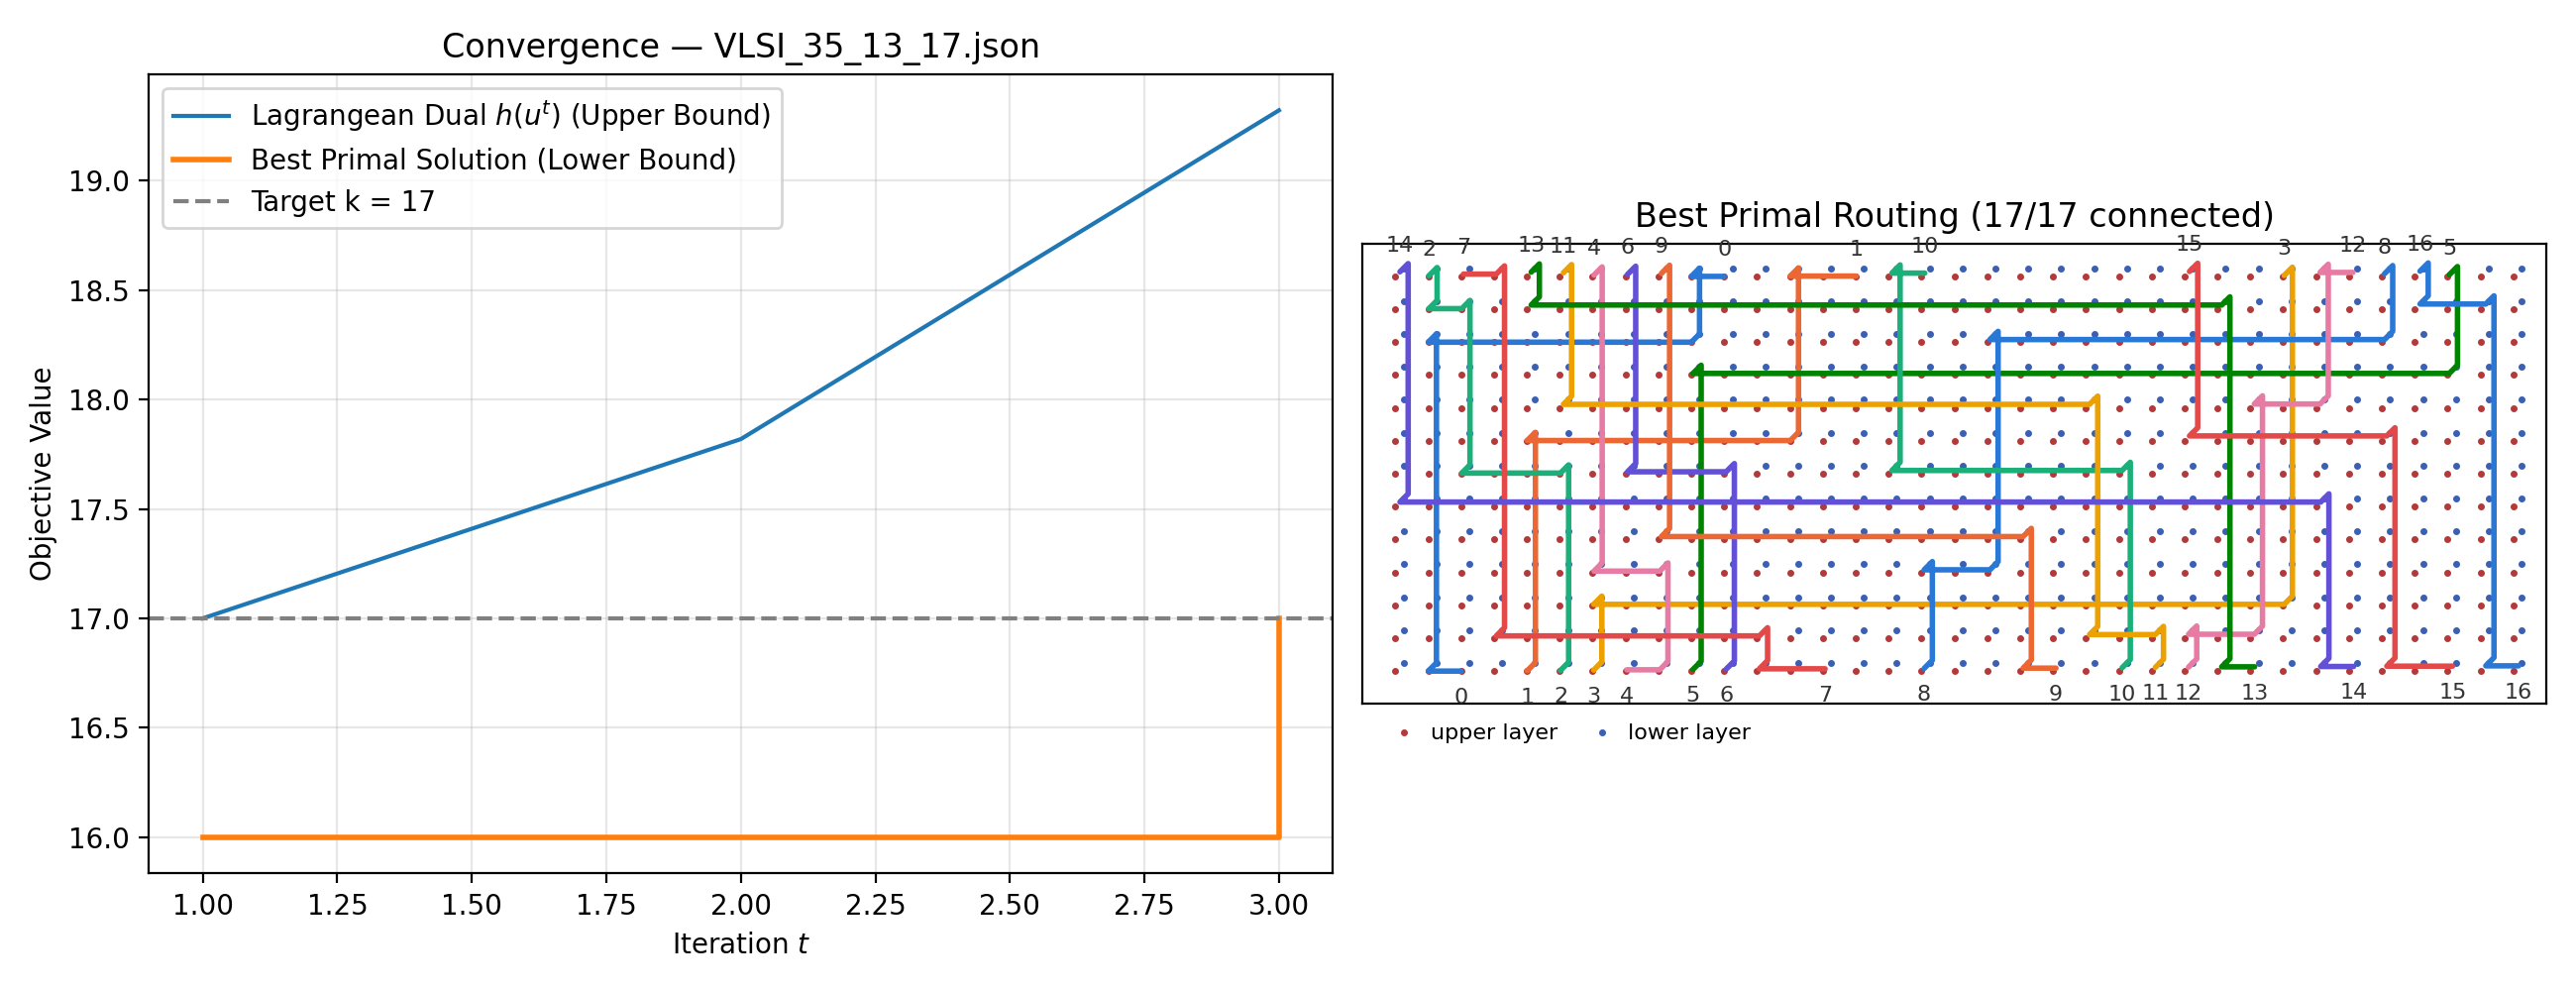 Convergence — VLSI_35_13_17.json
Lagrangean Dual h(u^t) (Upper Bound)
Best Primal Solution (Lower Bound)
Target k = 17
Objective Value
19.0
18.5
18.0
17.5
17.0
16.5
16.0
1.00 1.25 1.50 1.75 2.00 2.25 2.50 2.75 3.00
Iteration t
Best Primal Routing (17/17 connected)
14 2 7 13 11 4 6 9 0 1 10 15 3 12 8 16 5
0 1 2 3 4 5 6 7 8 9 10 11 12 13 14 15 16
upper layer lower layer